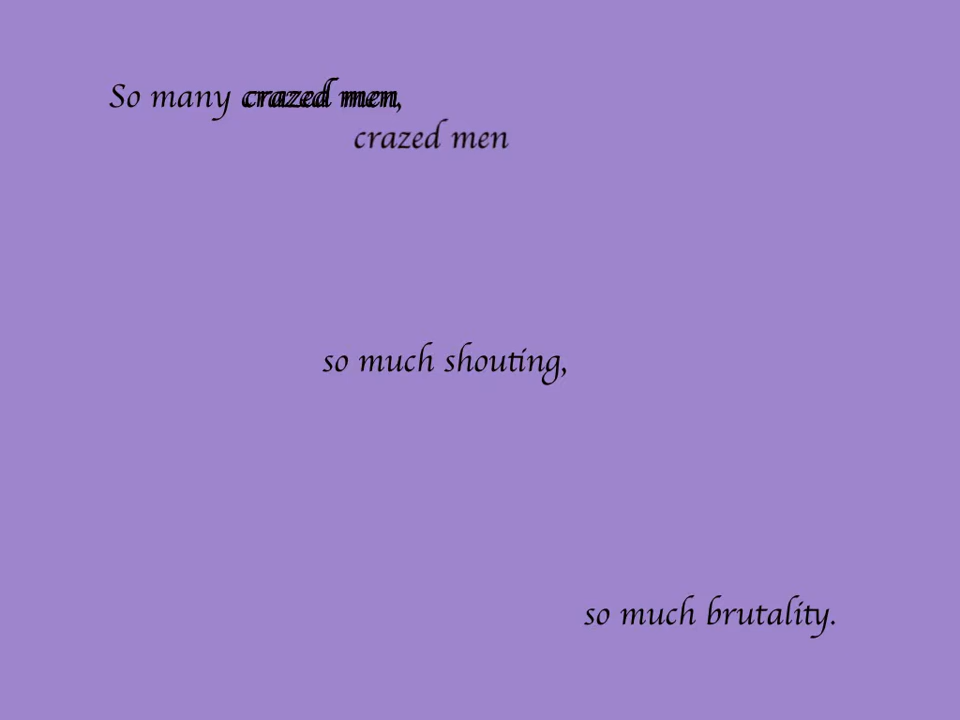 So many crazed men,
crazed men
so much shouting,
so much brutality.